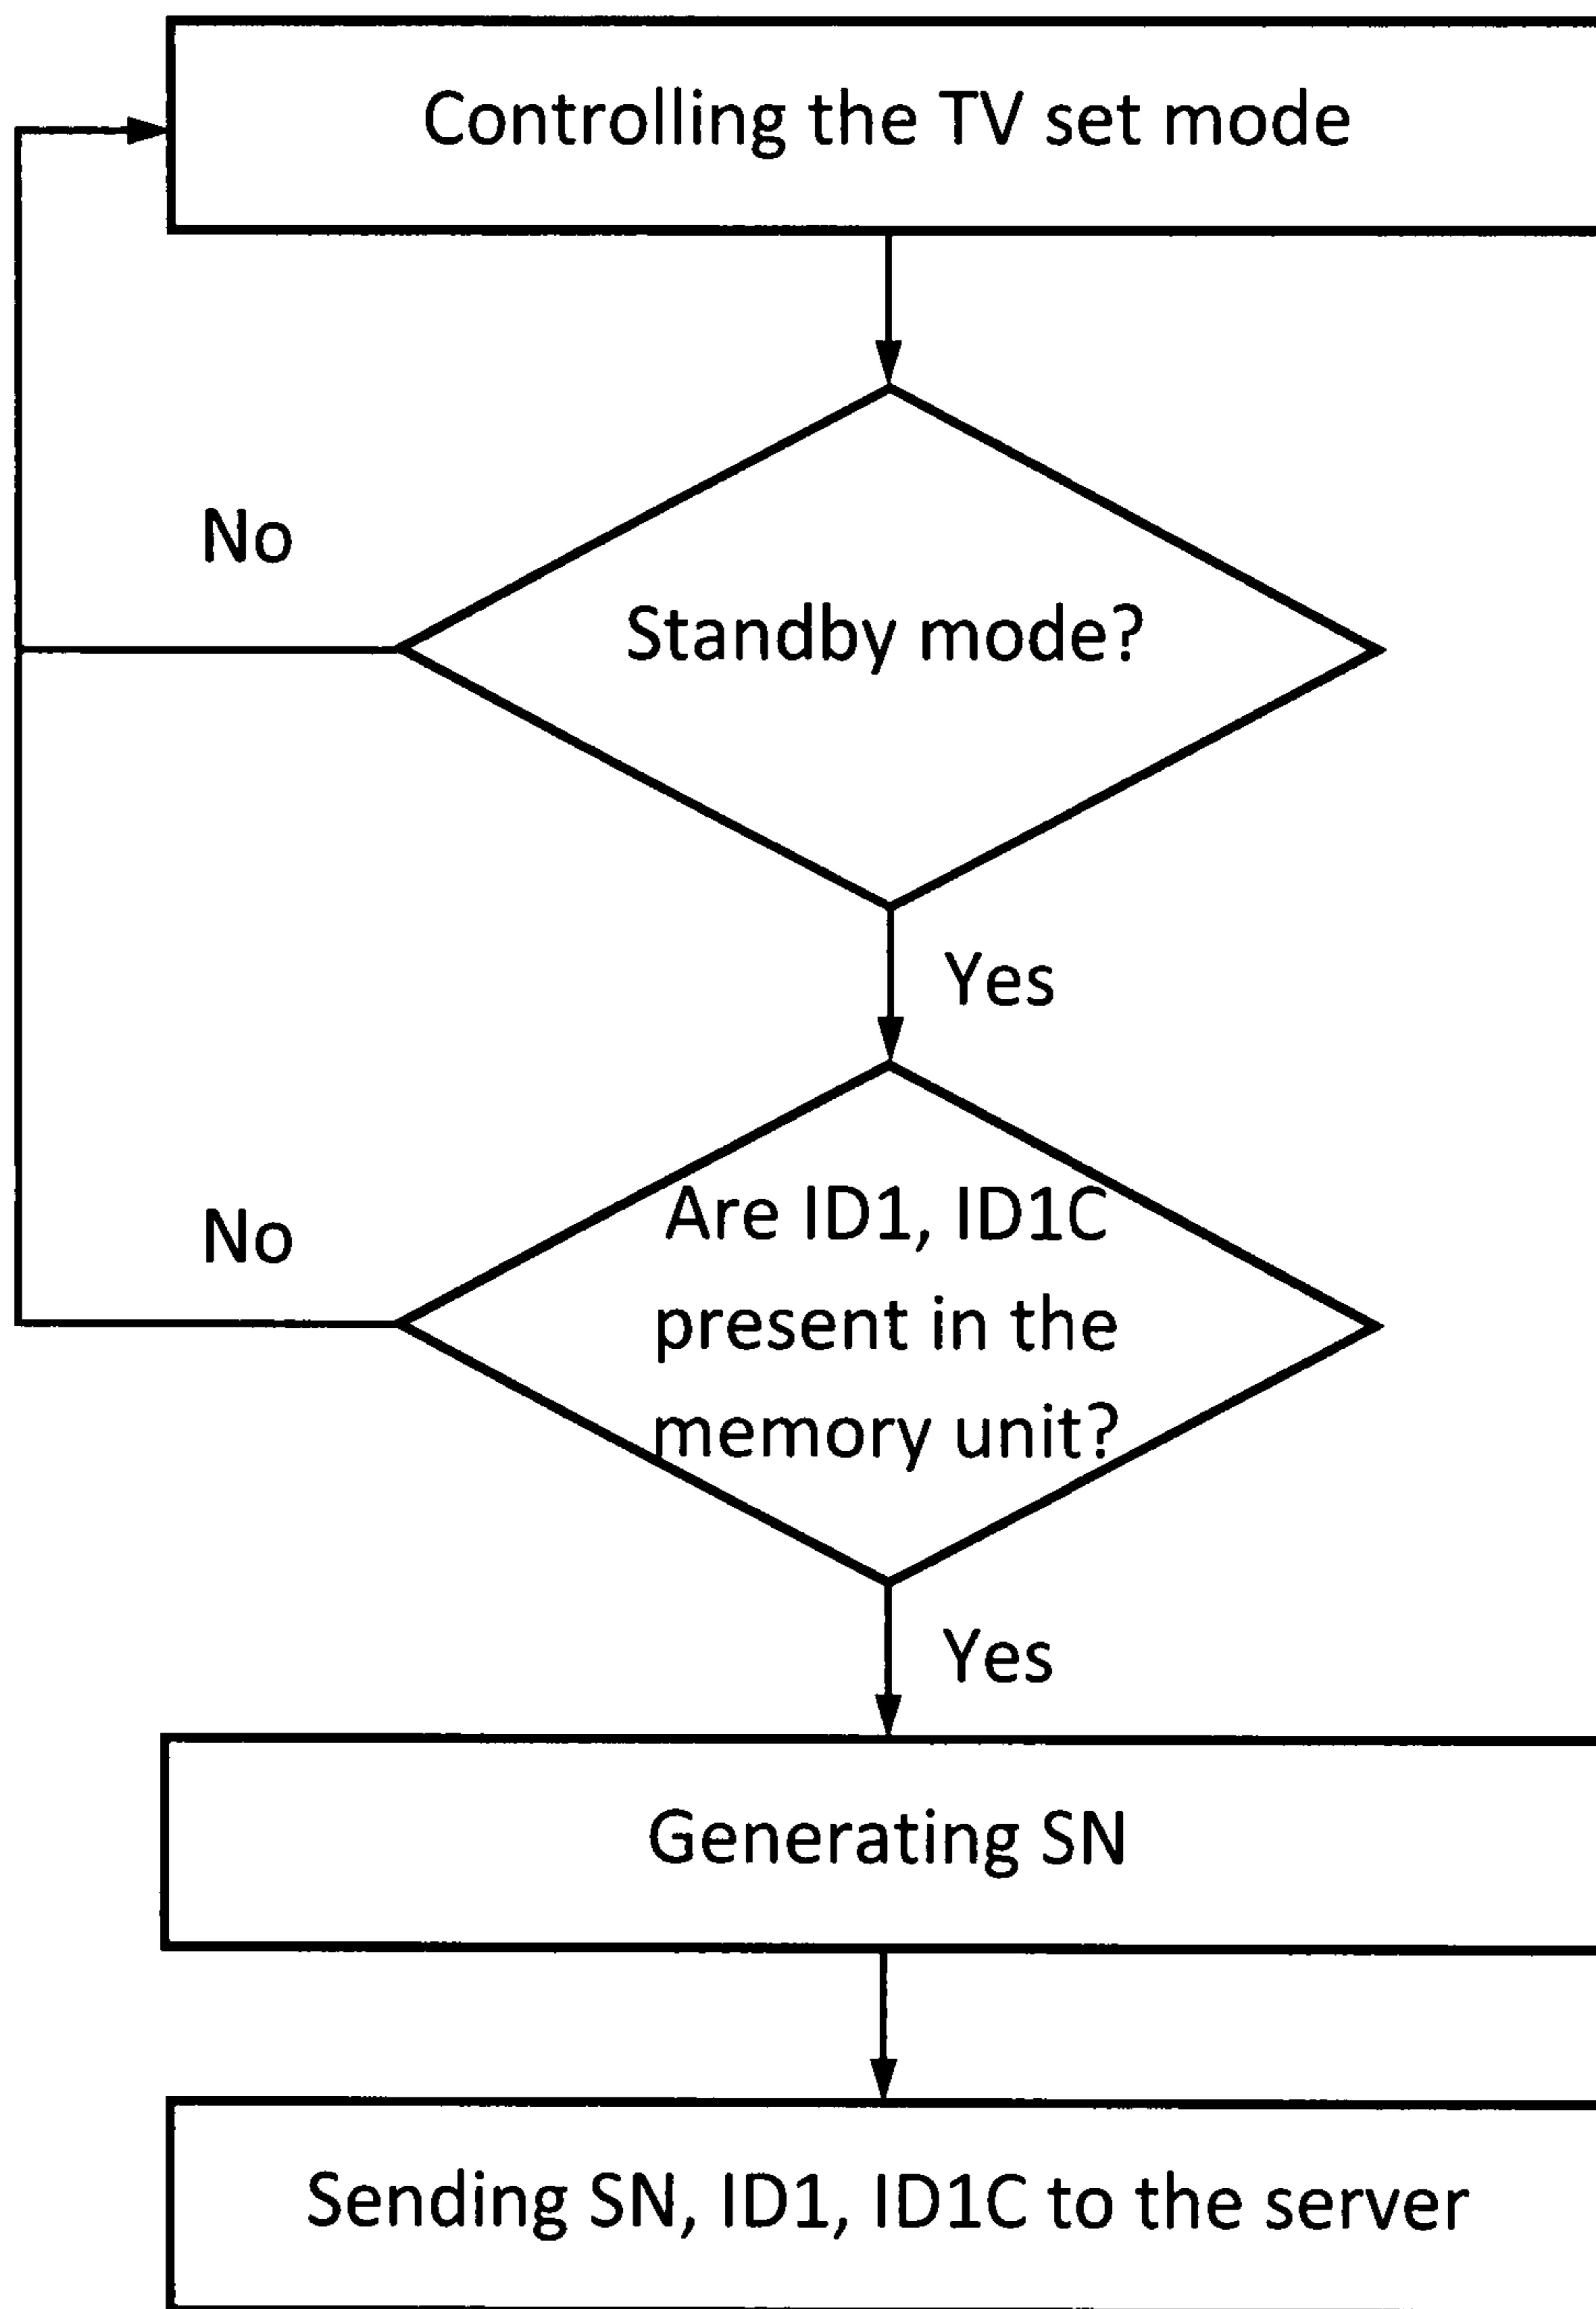 Controlling the TV set mode
No
Standby mode?
Yes
Are ID1, ID1C
present in the
memory unit?
No
Yes
Generating SN
Sending SN, ID1, ID1C to the server